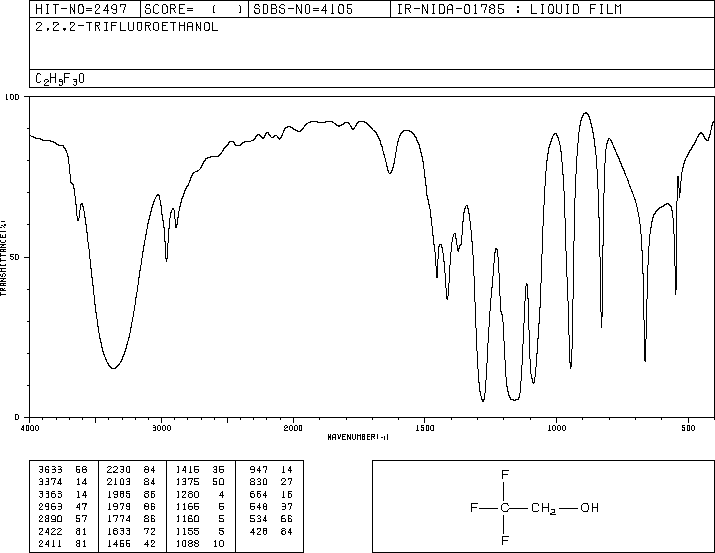 HIT-NO=2497 SCORE= ( ) SDBS-NO=4105 IR-NIDA-01785 : LIQUID FILM
2,2,2-TRIFLUOROETHANOL
C2H3F3O
100
TRANSMITTANCE(%)
50
0
4000 3000 2000 1500 1000 500
WAVENUMBER(-1)
3633 58 2230 84 1416 35 947 14
3374 14 2103 84 1375 50 830 27
3363 14 1985 86 1280 4 664 16
2963 47 1979 86 1165 5 548 37
2890 57 1774 86 1160 5 534 66
2422 81 1633 72 1155 5 428 84
2411 81 1455 42 1088 10
F
F C CH2 OH
F